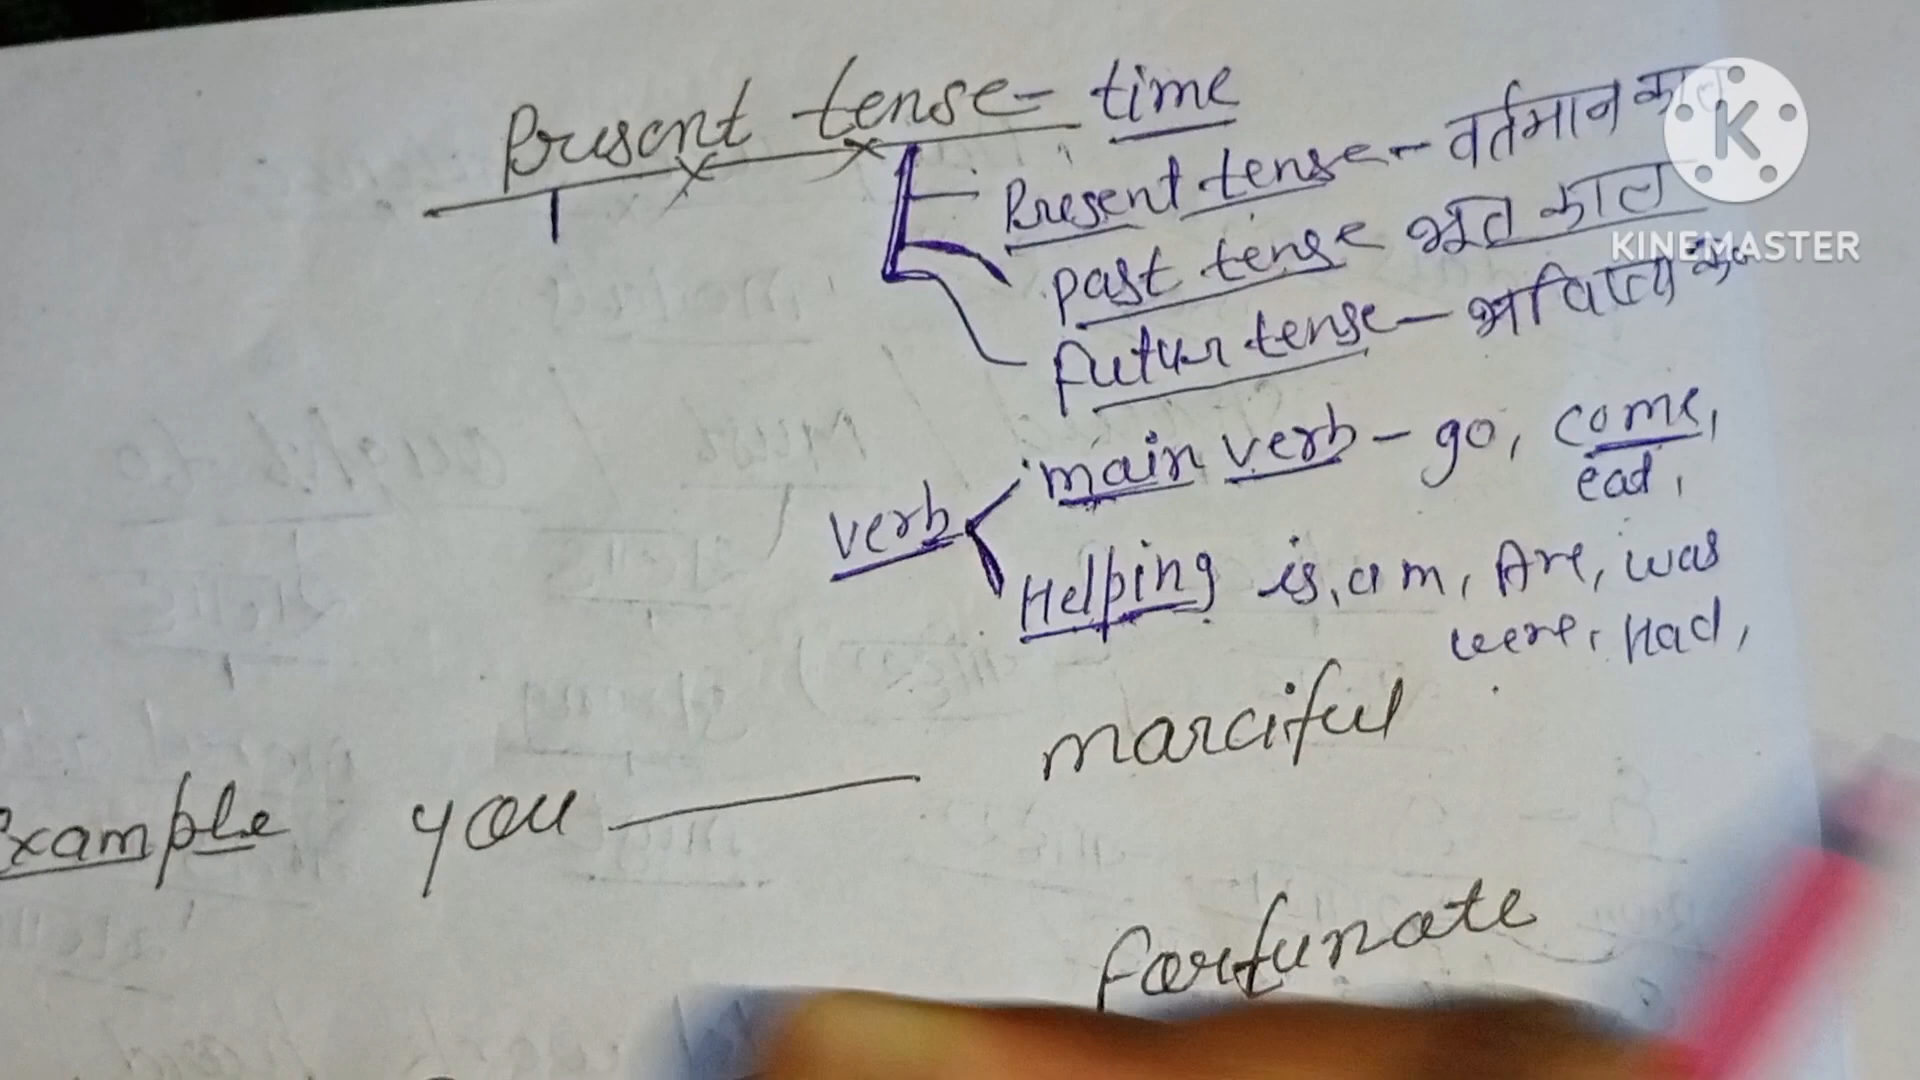 Present tense - time
Present tense - वर्तमान काल
Past tense भूत काल
KINEMASTER
Futur tense - भविष्य
main verb - go, come,
eat,
verb
Helping is, am, Are, was
were, Had,
marciful
Example you
fortunate